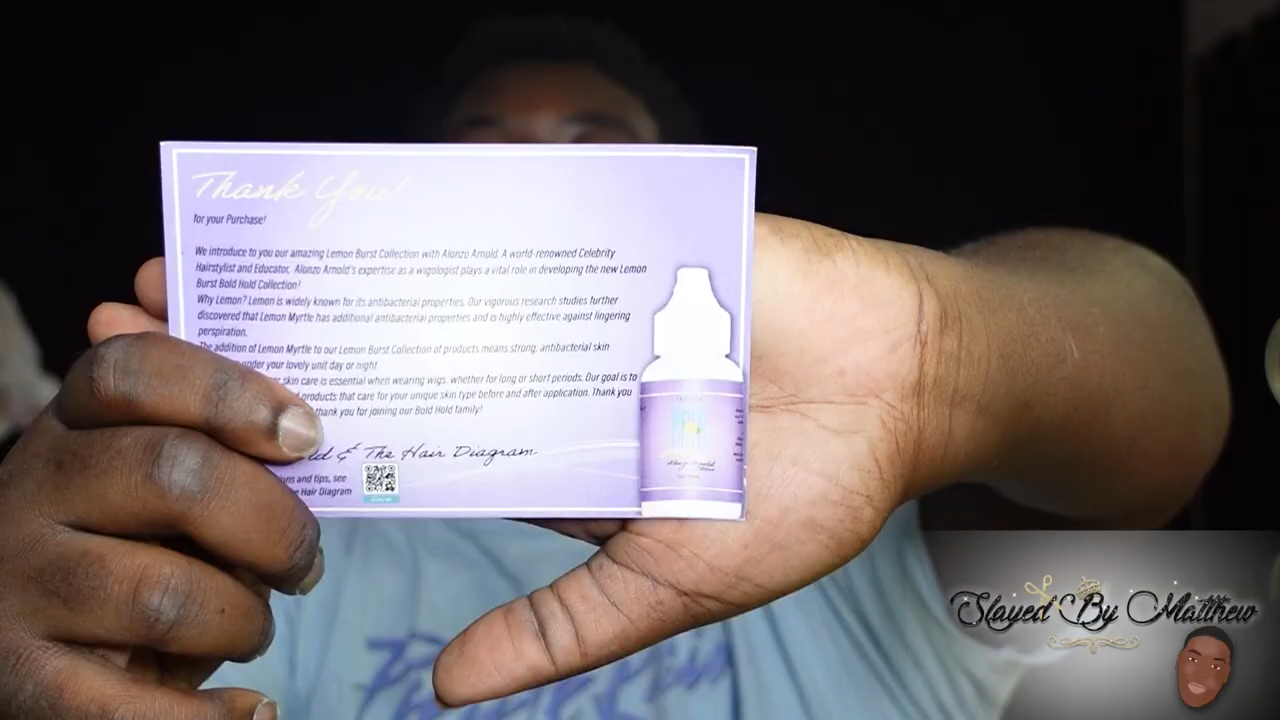 Thank You!
for your Purchase!
We introduce to you our amazing Lemon Burst Collection with Alonzo Arnold. A world-renowned Celebrity
Hairstylist and Educator, Alonzo Arnold's expertise as a wigologist plays a vital role in developing the new Lemon
Burst Bold Hold Collection!
Why Lemon? Lemon is widely known for its antibacterial properties. Our vigorous research studies further
discovered that Lemon Myrtle has additional antibacterial properties and is highly effective against lingering
perspiration.
The addition of Lemon Myrtle to our Lemon Burst Collection of products means strong, antibacterial skin
under your lovely unit day or night
skin care is essential when wearing wigs, whether for long or short periods. Our goal is to
products that care for your unique skin type before and after application. Thank you
thank you for joining our Bold Hold family!
& The Hair Diagram
and tips, see
Hair Diagram
Slayed By Matthew